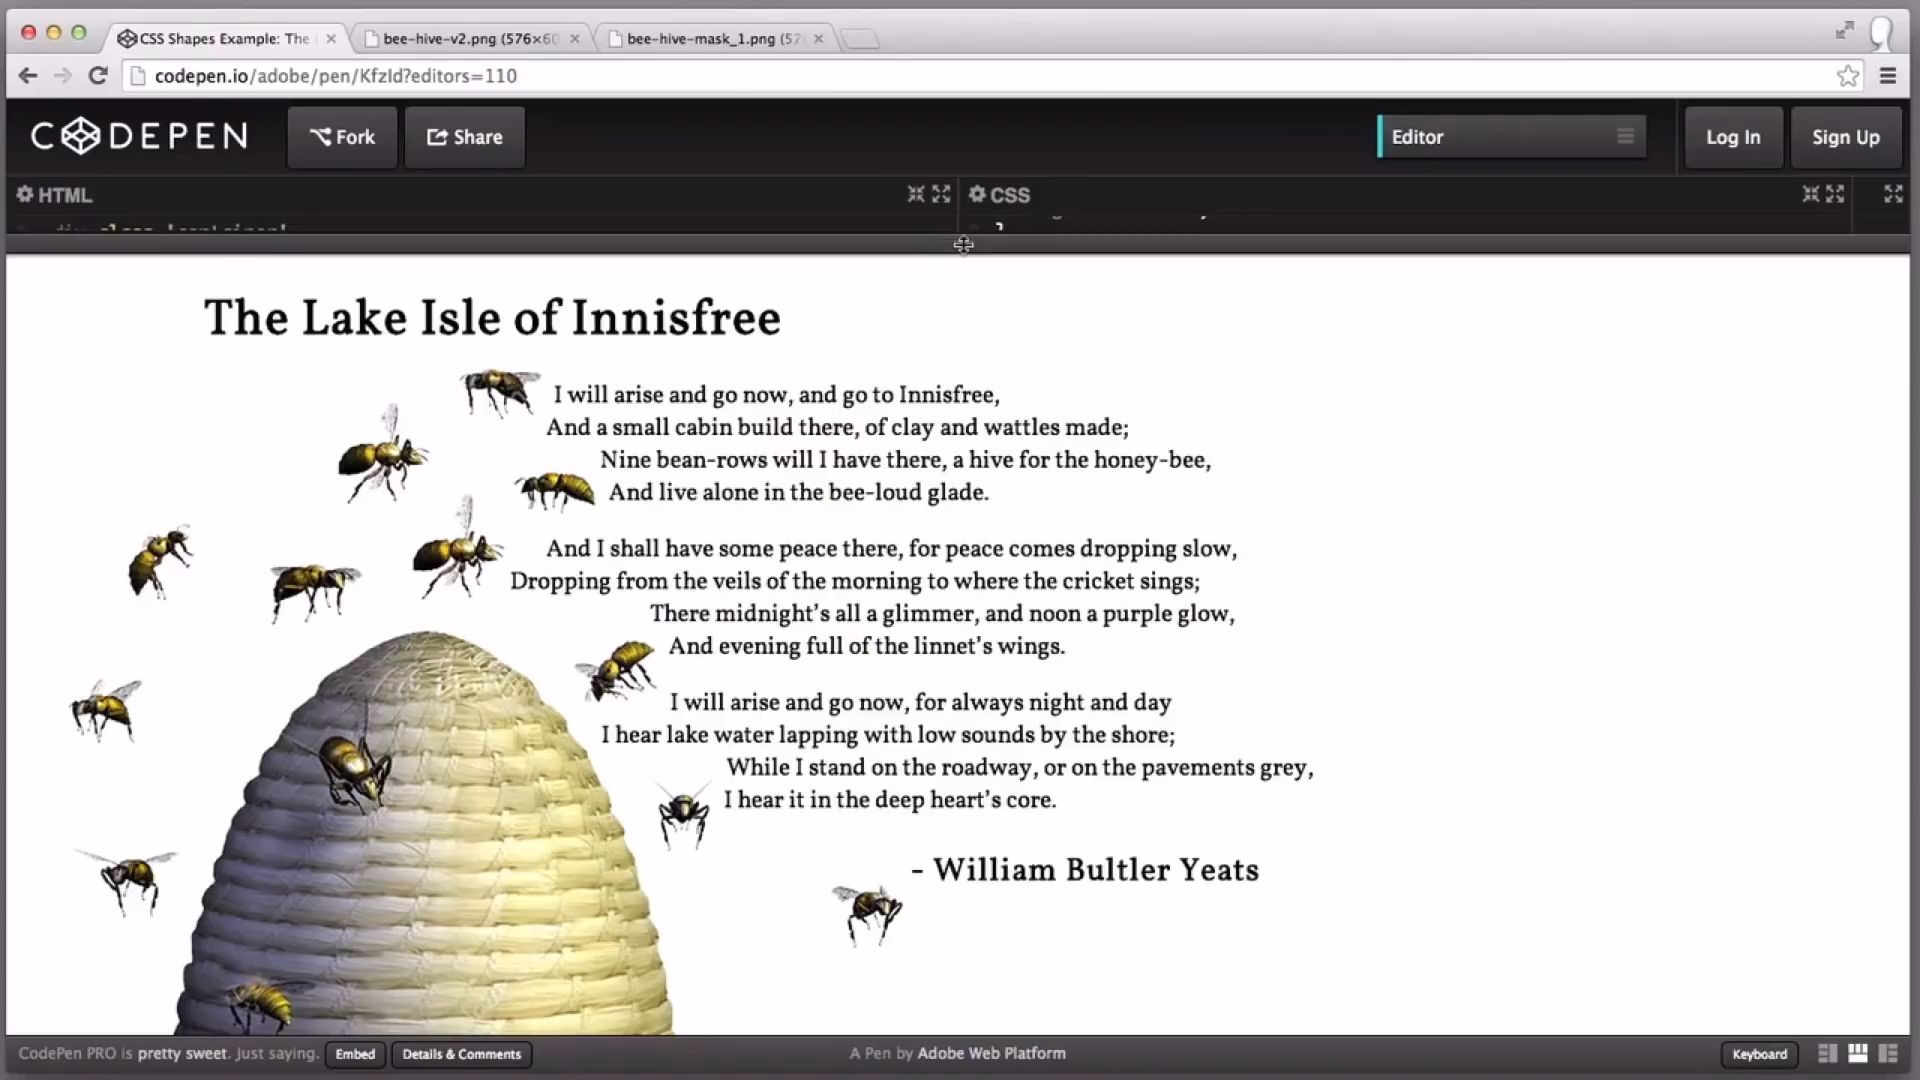 CSS Shapes Example: The
bee-hive-v2.png (576×60
bee-hive-mask_1.png (57
codepen.io/adobe/pen/KfzId?editors=110
CODEPEN
Fork
Share
Editor
Log In
Sign Up
HTML
CSS
The Lake Isle of Innisfree
I will arise and go now, and go to Innisfree,
And a small cabin build there, of clay and wattles made;
Nine bean-rows will I have there, a hive for the honey-bee,
And live alone in the bee-loud glade.
And I shall have some peace there, for peace comes dropping slow,
Dropping from the veils of the morning to where the cricket sings;
There midnight’s all a glimmer, and noon a purple glow,
And evening full of the linnet’s wings.
I will arise and go now, for always night and day
I hear lake water lapping with low sounds by the shore;
While I stand on the roadway, or on the pavements grey,
I hear it in the deep heart’s core.
- William Bultler Yeats
CodePen PRO is pretty sweet. Just saying.
Embed
Details & Comments
A Pen by Adobe Web Platform
Keyboard